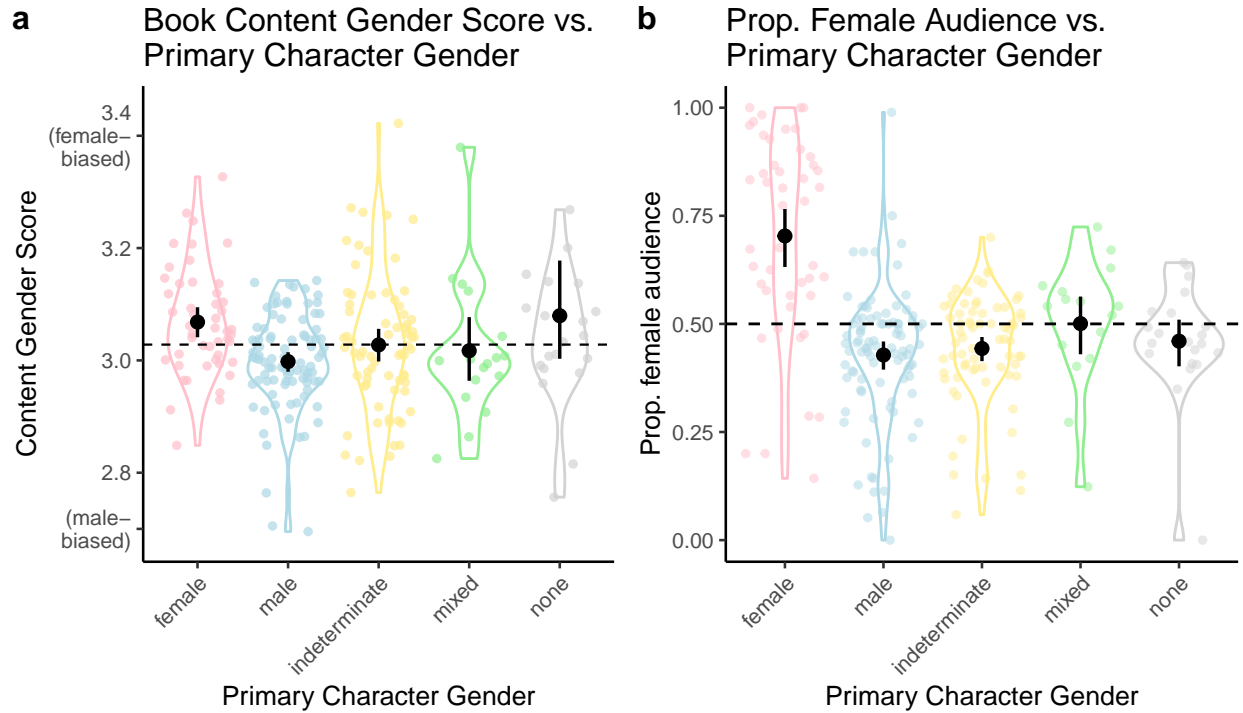 a
Book Content Gender Score vs.
Primary Character Gender
Content Gender Score
3.4
(female−
biased)
3.2
3.0
2.8
(male−
biased)
female
male
indeterminate
mixed
none
Primary Character Gender
b
Prop. Female Audience vs.
Primary Character Gender
Prop. female audience
1.00
0.75
0.50
0.25
0.00
female
male
indeterminate
mixed
none
Primary Character Gender